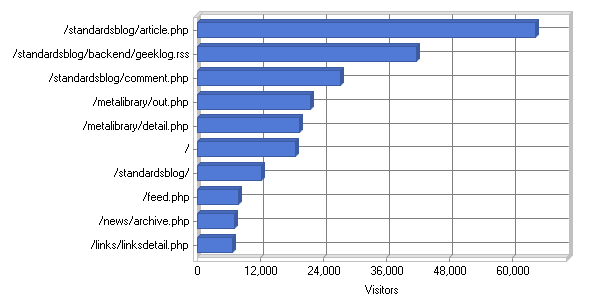 /standardsblog/article.php
/standardsblog/backend/geeklog.rss
/standardsblog/comment.php
/metalibrary/out.php
/metalibrary/detail.php
/
/standardsblog/
/feed.php
/news/archive.php
/links/linksdetail.php
0 12,000 24,000 36,000 48,000 60,000
Visitors